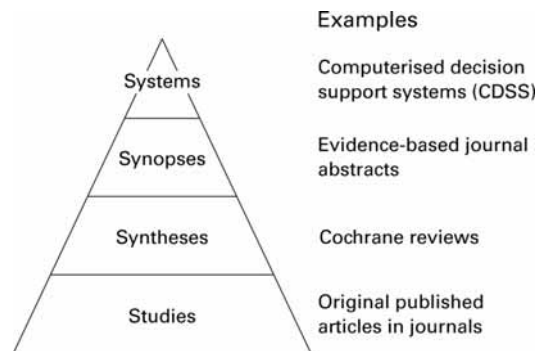 Examples
Systems
Computerised decision
support systems (CDSS)
Synopses
Evidence-based journal
abstracts
Syntheses
Cochrane reviews
Studies
Original published
articles in journals